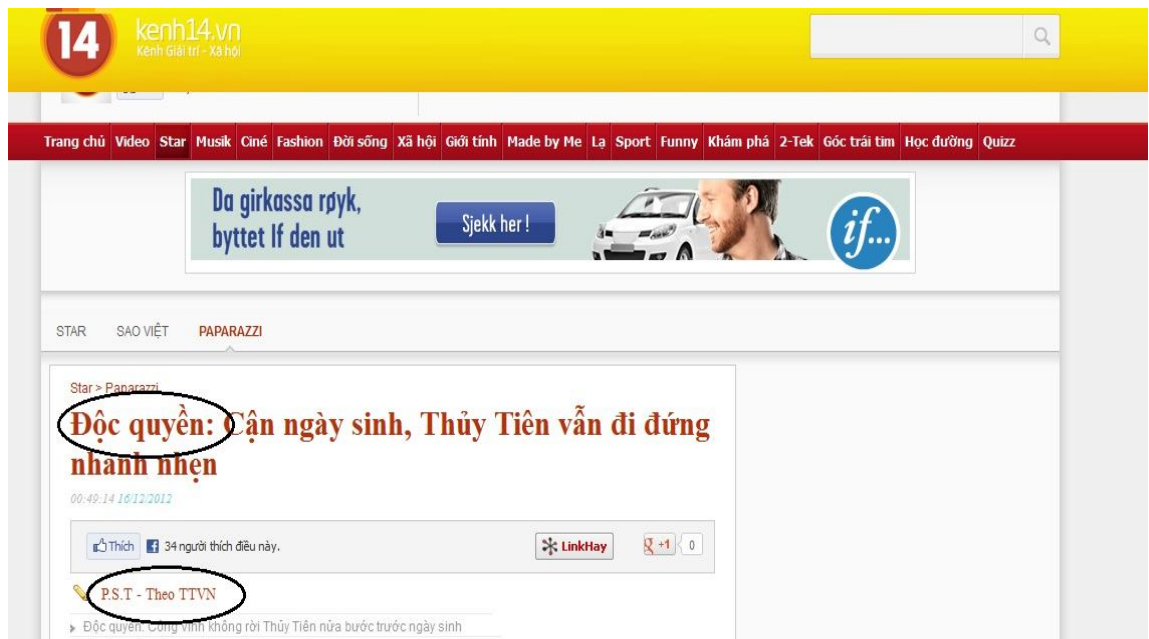 14
kenh14.vn
Kênh Giải trí - Xã hội
Trang chủ Video Star Musik Ciné Fashion Đời sống Xã hội Giới tính Made by Me Lạ Sport Funny Khám phá 2-Tek Góc trái tim Học đường Quizz
Da girkassa røyk,
byttet If den ut
Sjekk her !
if...
STAR SAO VIỆT PAPARAZZI
Star > Paparazzi
Độc quyền: Cận ngày sinh, Thủy Tiên vẫn đi đứng
nhanh nhẹn
00:49:14 16/12/2012
Thích 34 người thích điều này. LinkHay +1 0
P.S.T - Theo TTVN
Độc quyền: Công Vinh không rời Thủy Tiên nửa bước trước ngày sinh